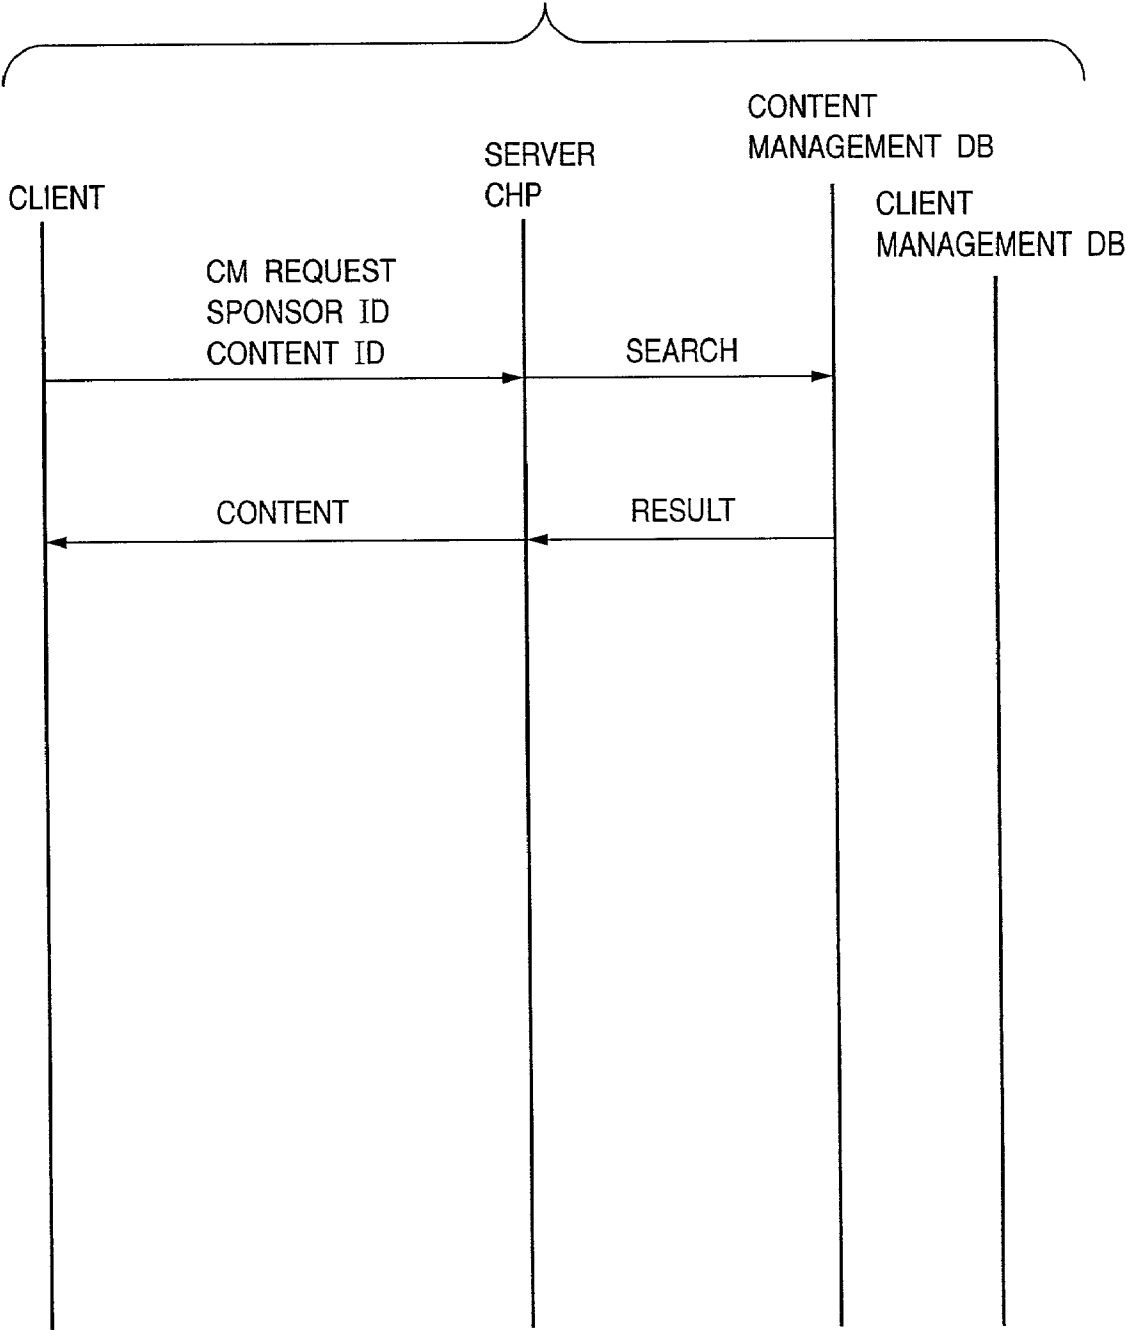 CLIENT
SERVER
CHP
CONTENT
MANAGEMENT DB
CLIENT
MANAGEMENT DB
CM REQUEST
SPONSOR ID
CONTENT ID
SEARCH
CONTENT
RESULT